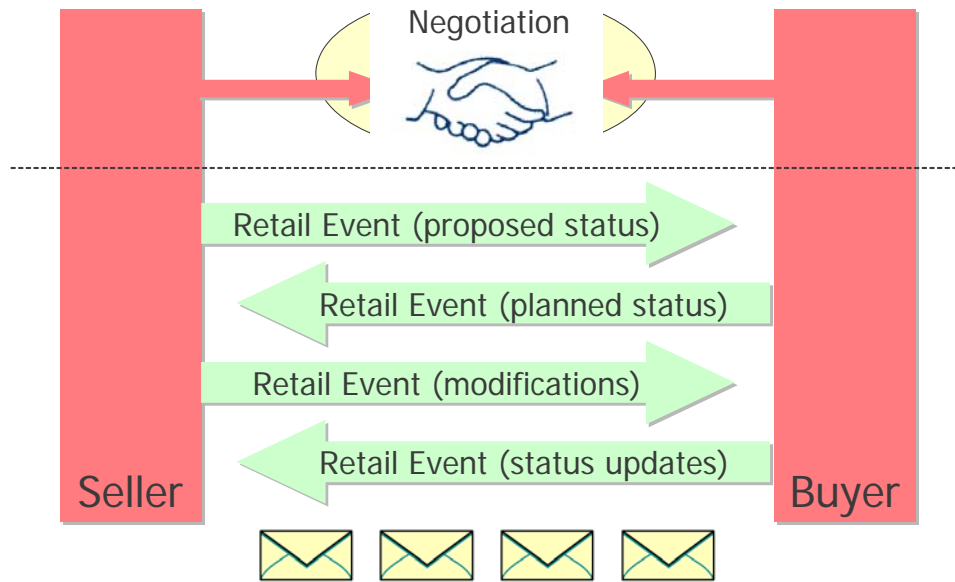 Negotiation
Retail Event (proposed status)
Retail Event (planned status)
Retail Event (modifications)
Retail Event (status updates)
Seller
Buyer